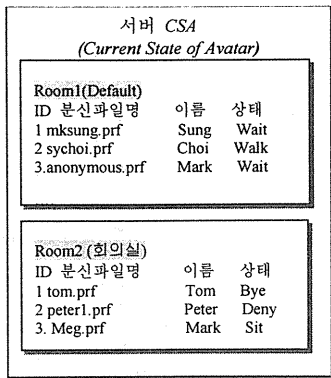 서버 CSA
(Current State of Avatar)
Room1(Default)
ID 분신파일명 이름 상태
1 mksung.prf Sung Wait
2 sychoi.prf Choi Walk
3.anonymous.prf Mark Wait
Room2 (회의실)
ID 분신파일명 이름 상태
1 tom.prf Tom Bye
2 peter1.prf Peter Deny
3. Meg.prf Mark Sit